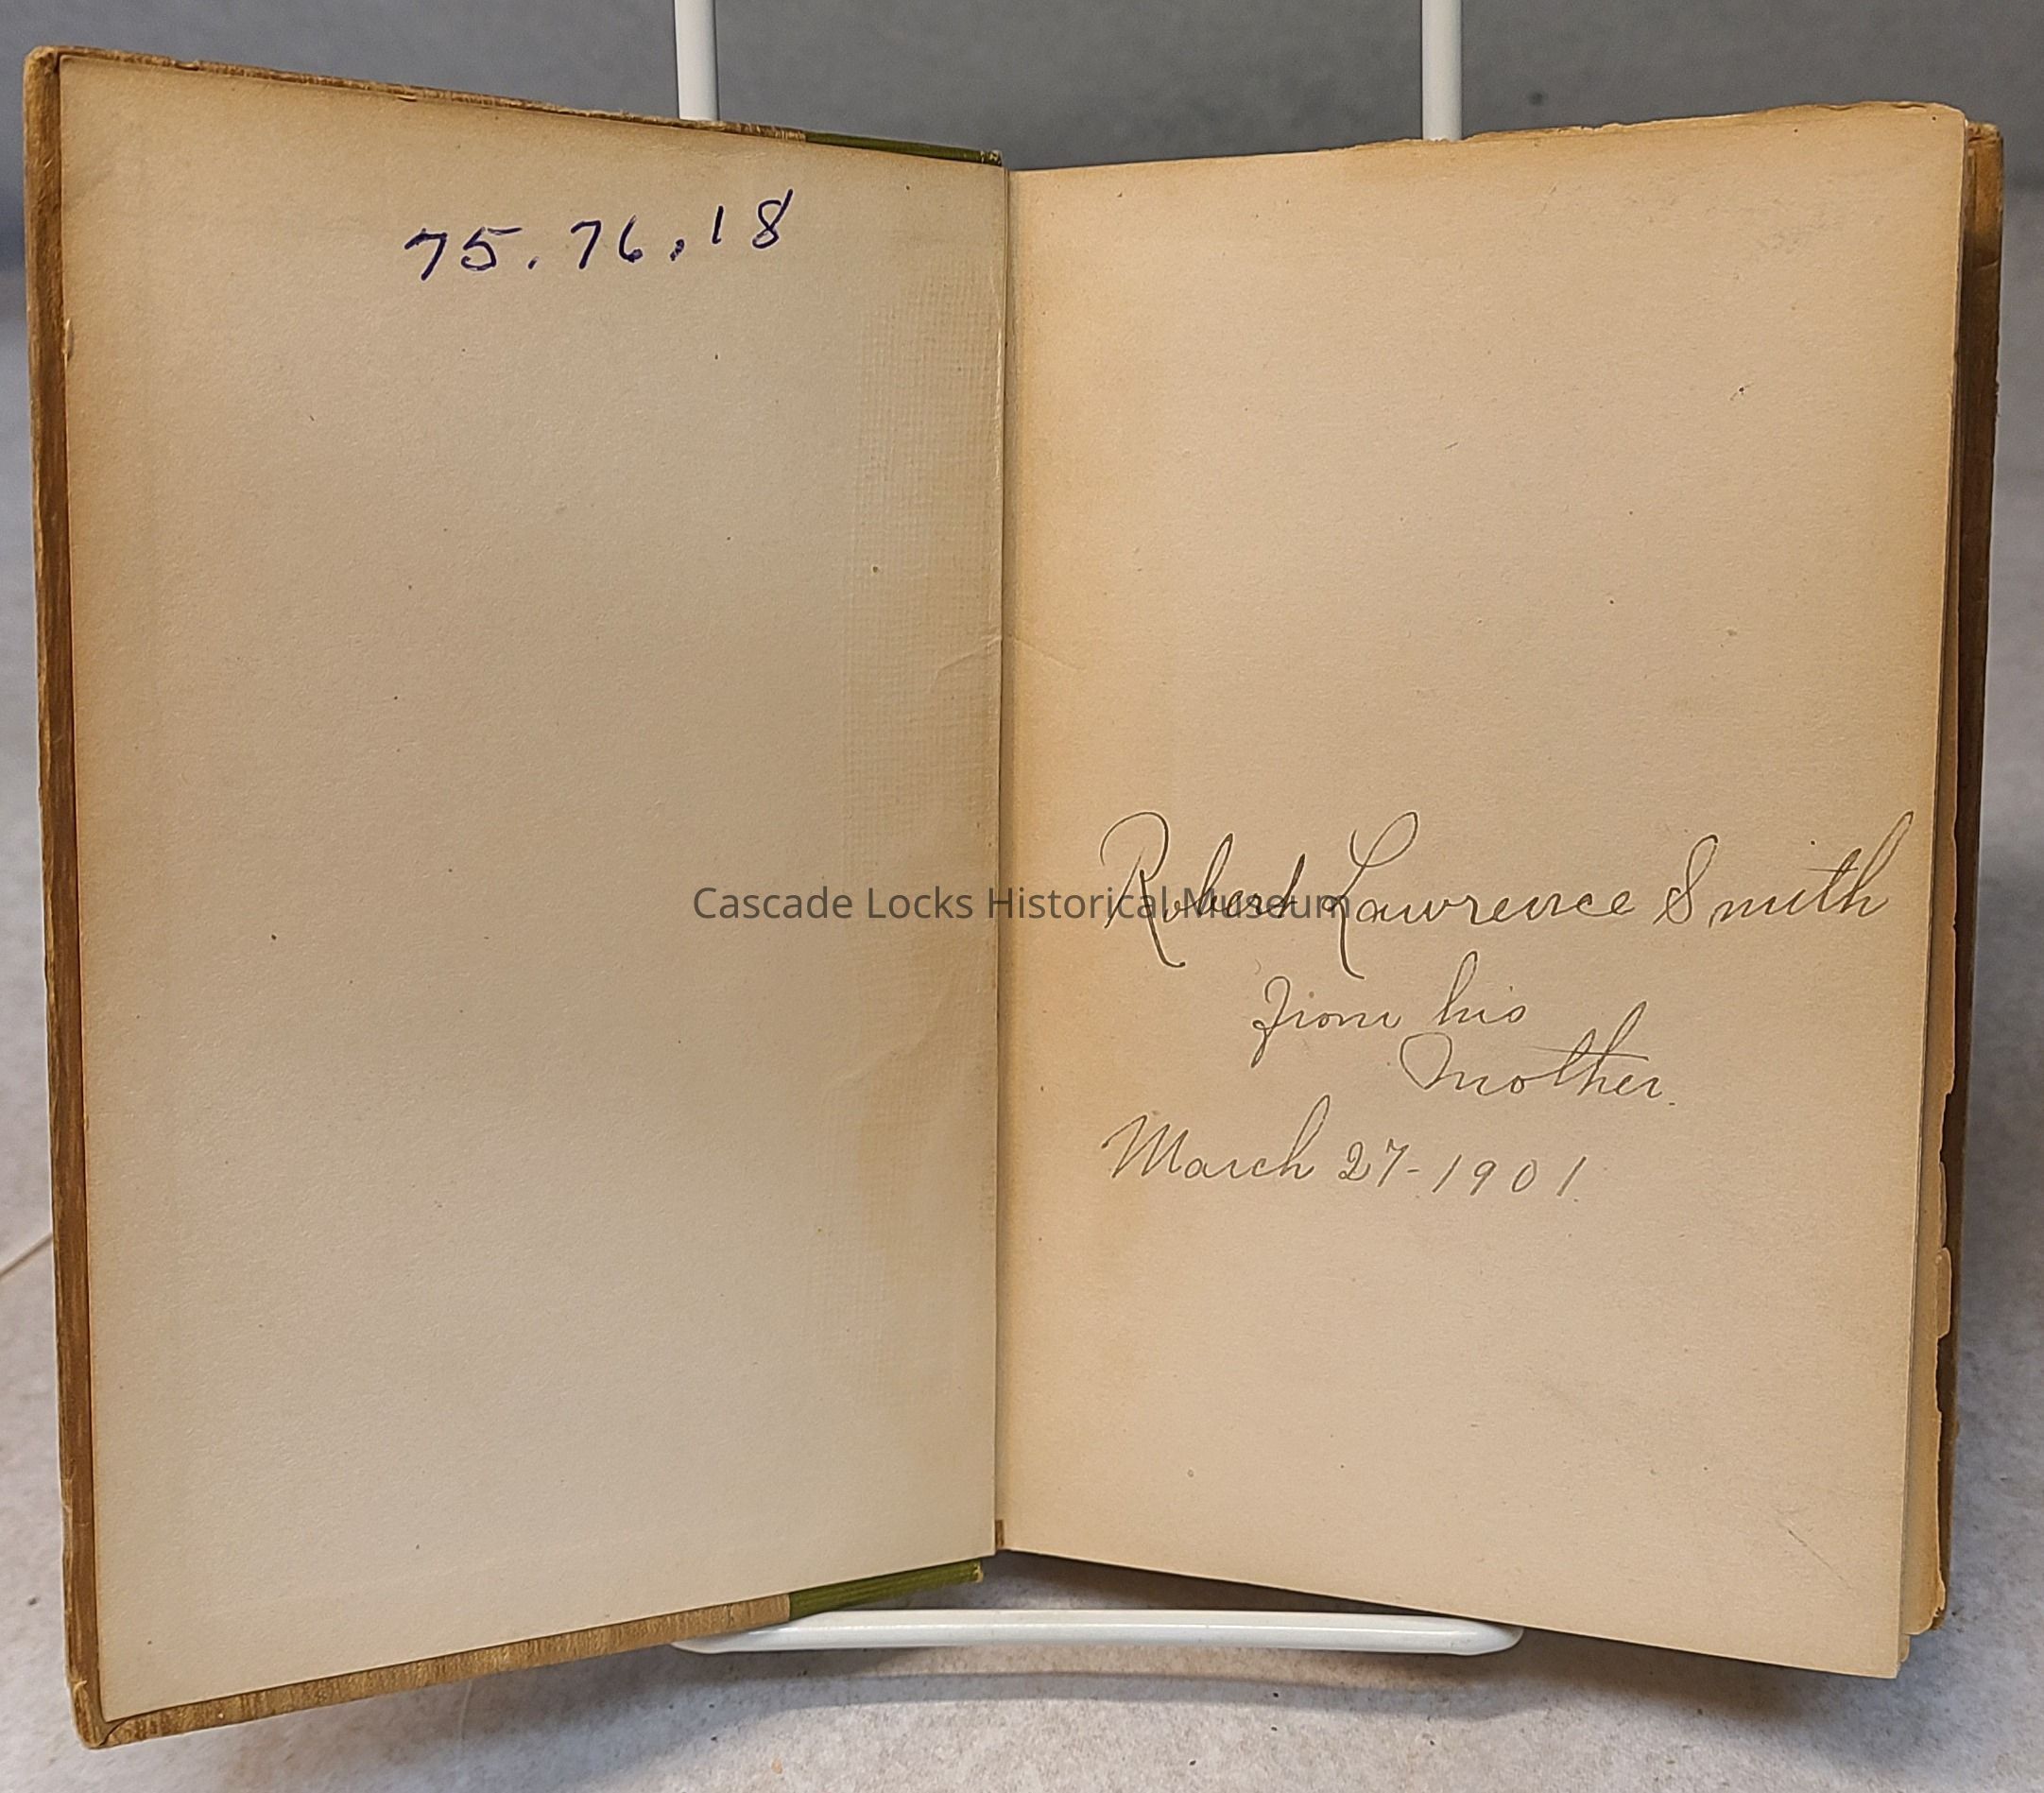 75.76.18
Cascade Locks Historical Museum
Robert Lawrence Smith
From his
Mother.
March 27-1901.